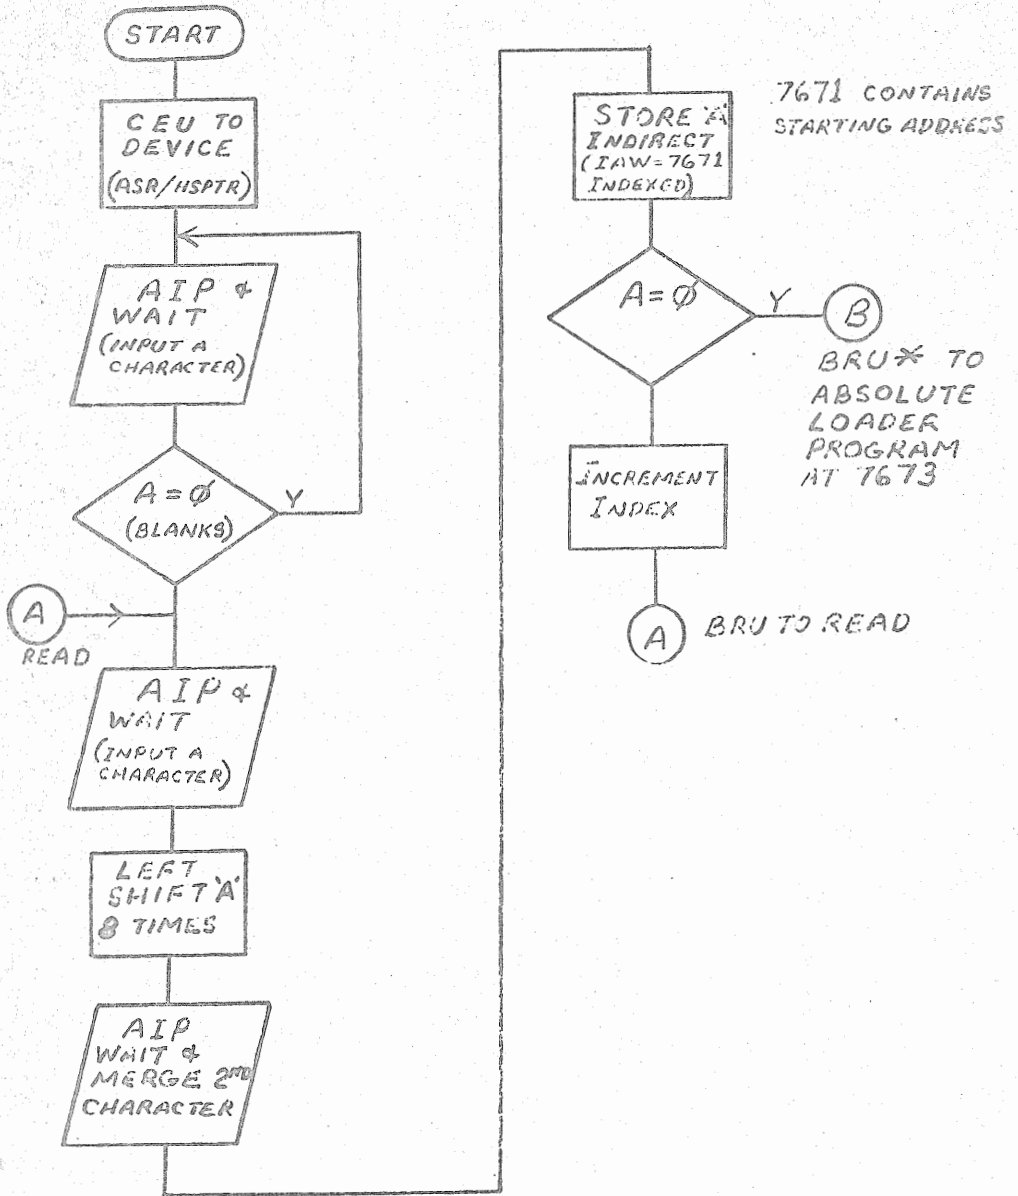 START
CEU TO
DEVICE
(ASR/HSPTR)
AIP &
WAIT
(INPUT A
CHARACTER)
A = Ø
(BLANKS)
Y
A
READ
AIP &
WAIT
(INPUT A
CHARACTER)
LEFT
SHIFT 'A'
8 TIMES
AIP
WAIT &
MERGE 2ND
CHARACTER
STORE 'A'
INDIRECT
(IAW=7671
INDEXED)
7671 CONTAINS
STARTING ADDRESS
A = Ø
Y
B
BRU* TO
ABSOLUTE
LOADER
PROGRAM
AT 7673
INCREMENT
INDEX
A
BRU TO READ